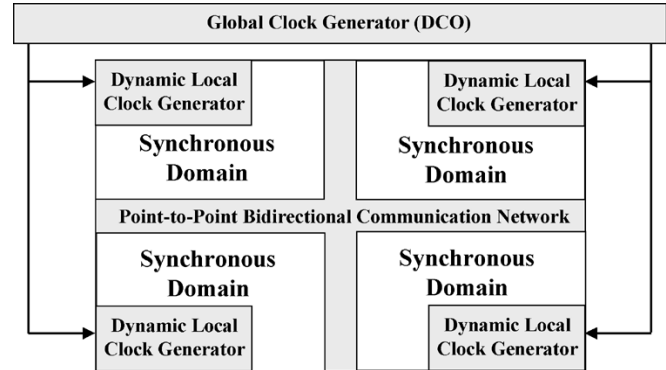 Global Clock Generator (DCO)
Dynamic Local
Clock Generator
Synchronous
Domain
Dynamic Local
Clock Generator
Synchronous
Domain
Point-to-Point Bidirectional Communication Network
Synchronous
Domain
Dynamic Local
Clock Generator
Synchronous
Domain
Dynamic Local
Clock Generator